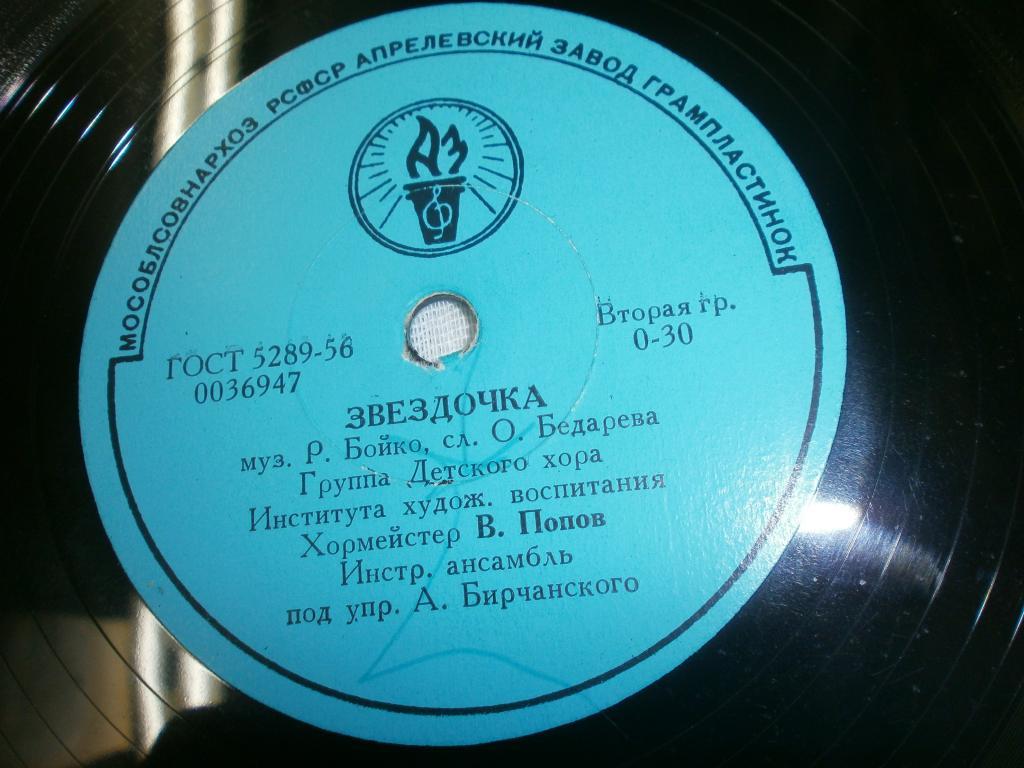 МОСОБЛСОВНАРХОЗ РСФСР АПРЕЛЕВСКИЙ ЗАВОД ГРАМПЛАСТИНОК
АЗ
ГОСТ 5289-56
0036947
Вторая гр.
0-30
ЗВЕЗДОЧКА
муз. Р. Бойко, сл. О. Бедарева
Группа Детского хора
Института худож. воспитания
Хормейстер В. Попов
Инстр. ансамбль
под упр. А. Бирчанского